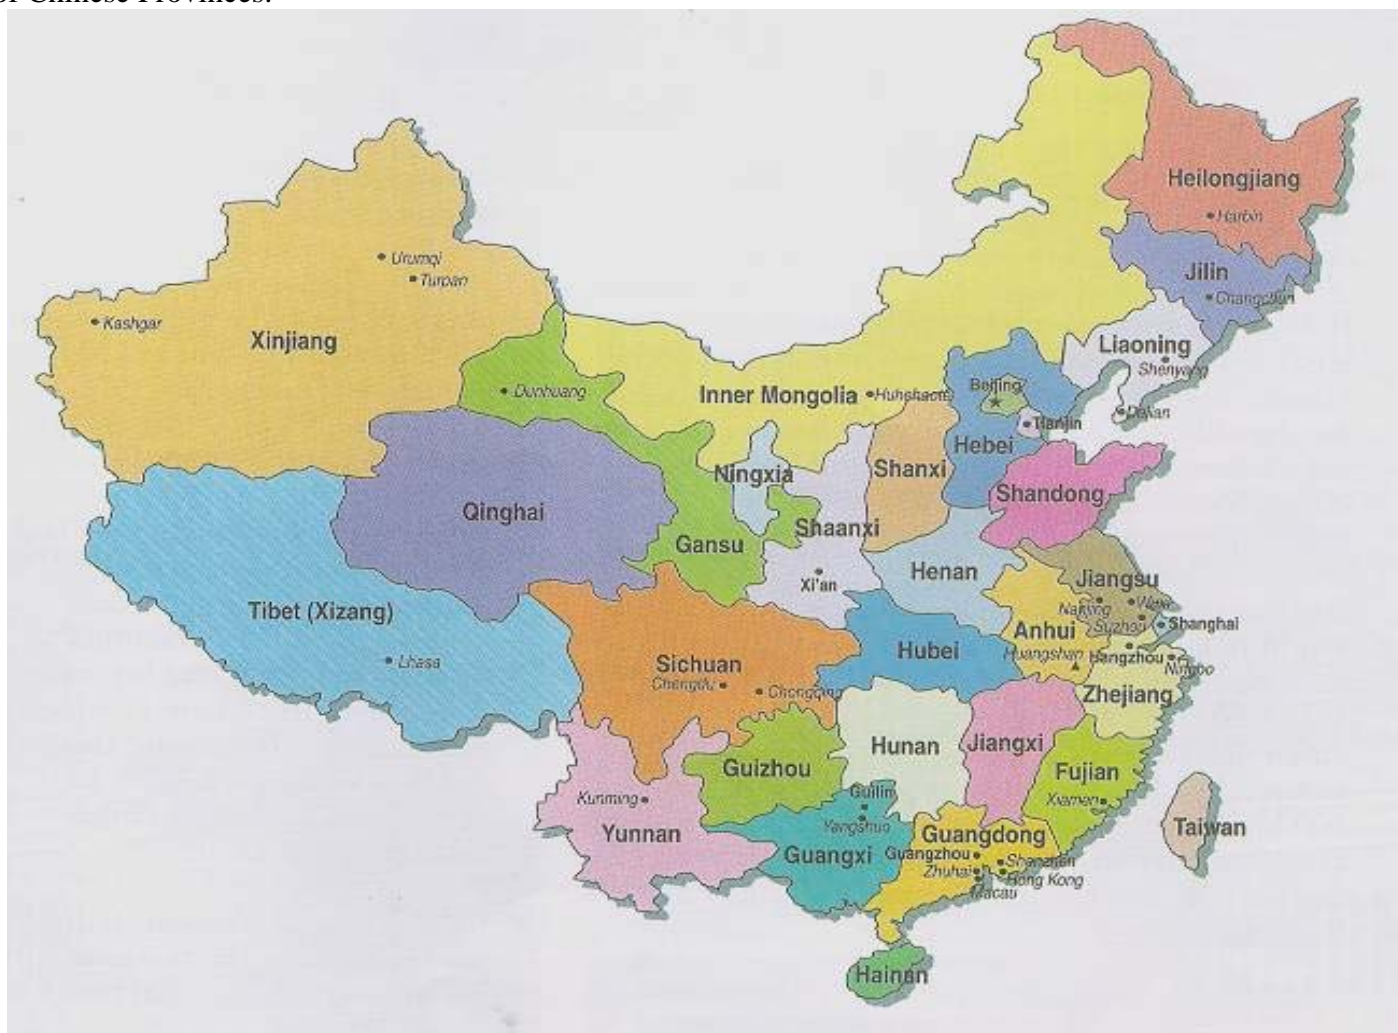 of Chinese Provinces.
Heilongjiang
Harbin
Urumqi
Jilin
Turpan
Changchun
Kashgar
Xinjiang
Liaoning
Shenyang
Dunhuang
Inner Mongolia
Huhehaote
Beijing
Dalian
Tianjin
Hebei
Ningxia
Shanxi
Shandong
Qinghai
Shaanxi
Gansu
Henan
Xi'an
Jiangsu
Nanjing
Wuxi
Tibet (Xizang)
Suzhou
Shanghai
Anhui
Hubei
Huangshan
Hangzhou
Ningbo
Lhasa
Sichuan
Chengdu
Chongqing
Zhejiang
Hunan
Jiangxi
Guizhou
Fujian
Guilin
Xiamen
Kunming
Yangshuo
Yunnan
Guangdong
Taiwan
Guangxi
Guangzhou
Shenzhen
Zhuhai
Hong Kong
Macau
Hainan